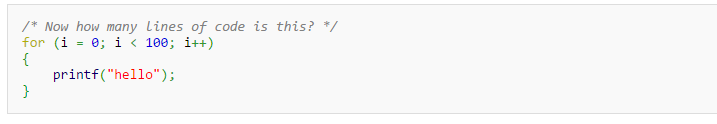 /* Now how many lines of code is this? */
for (i = 0; i < 100; i++)
{
    printf("hello");
}